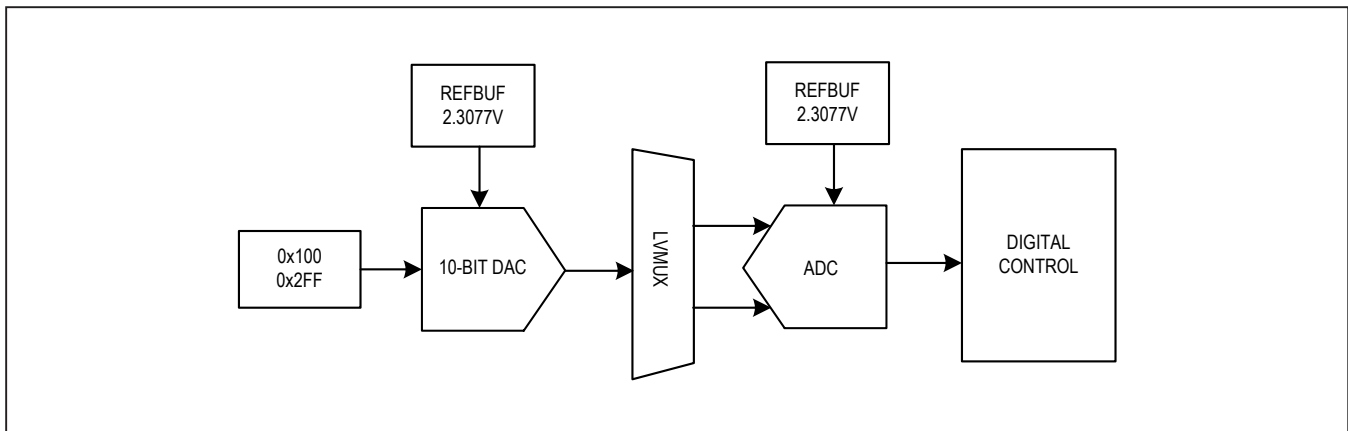 REFBUF
2.3077V
REFBUF
2.3077V
0x100
0x2FF
10-BIT DAC
LVMUX
ADC
DIGITAL
CONTROL